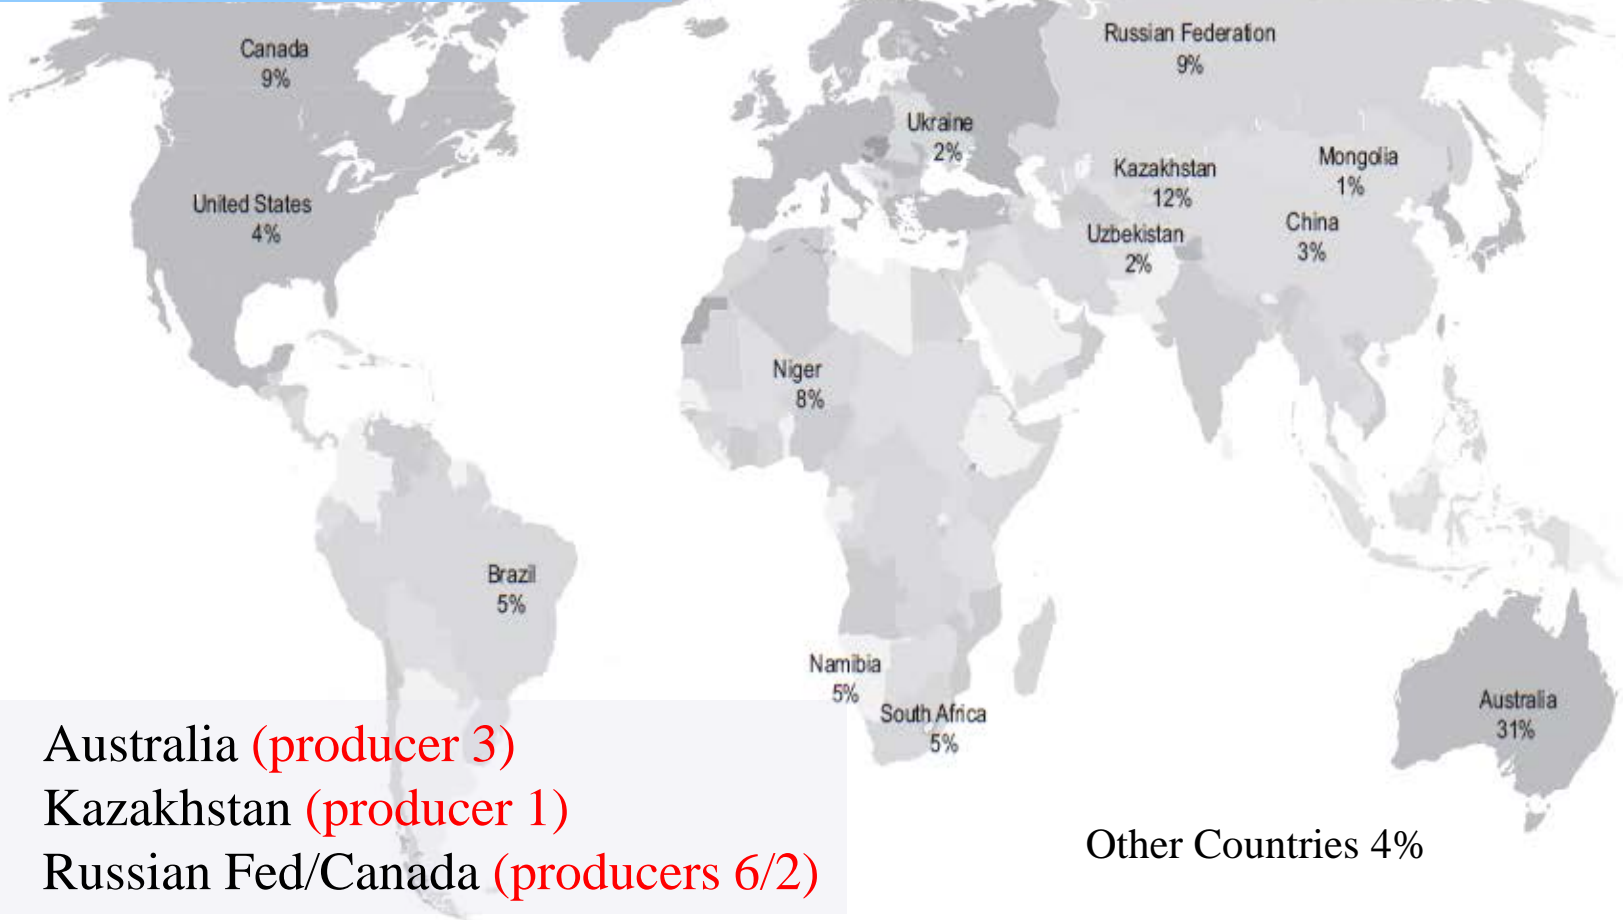 Canada
9%
Russian Federation
9%
Ukraine
2%
Kazakhstan
12%
Mongolia
1%
United States
4%
Uzbekistan
2%
China
3%
Niger
8%
Brazil
5%
Namibia
5%
South Africa
5%
Australia
31%
Australia (producer 3)
Kazakhstan (producer 1)
Russian Fed/Canada (producers 6/2)
Other Countries 4%